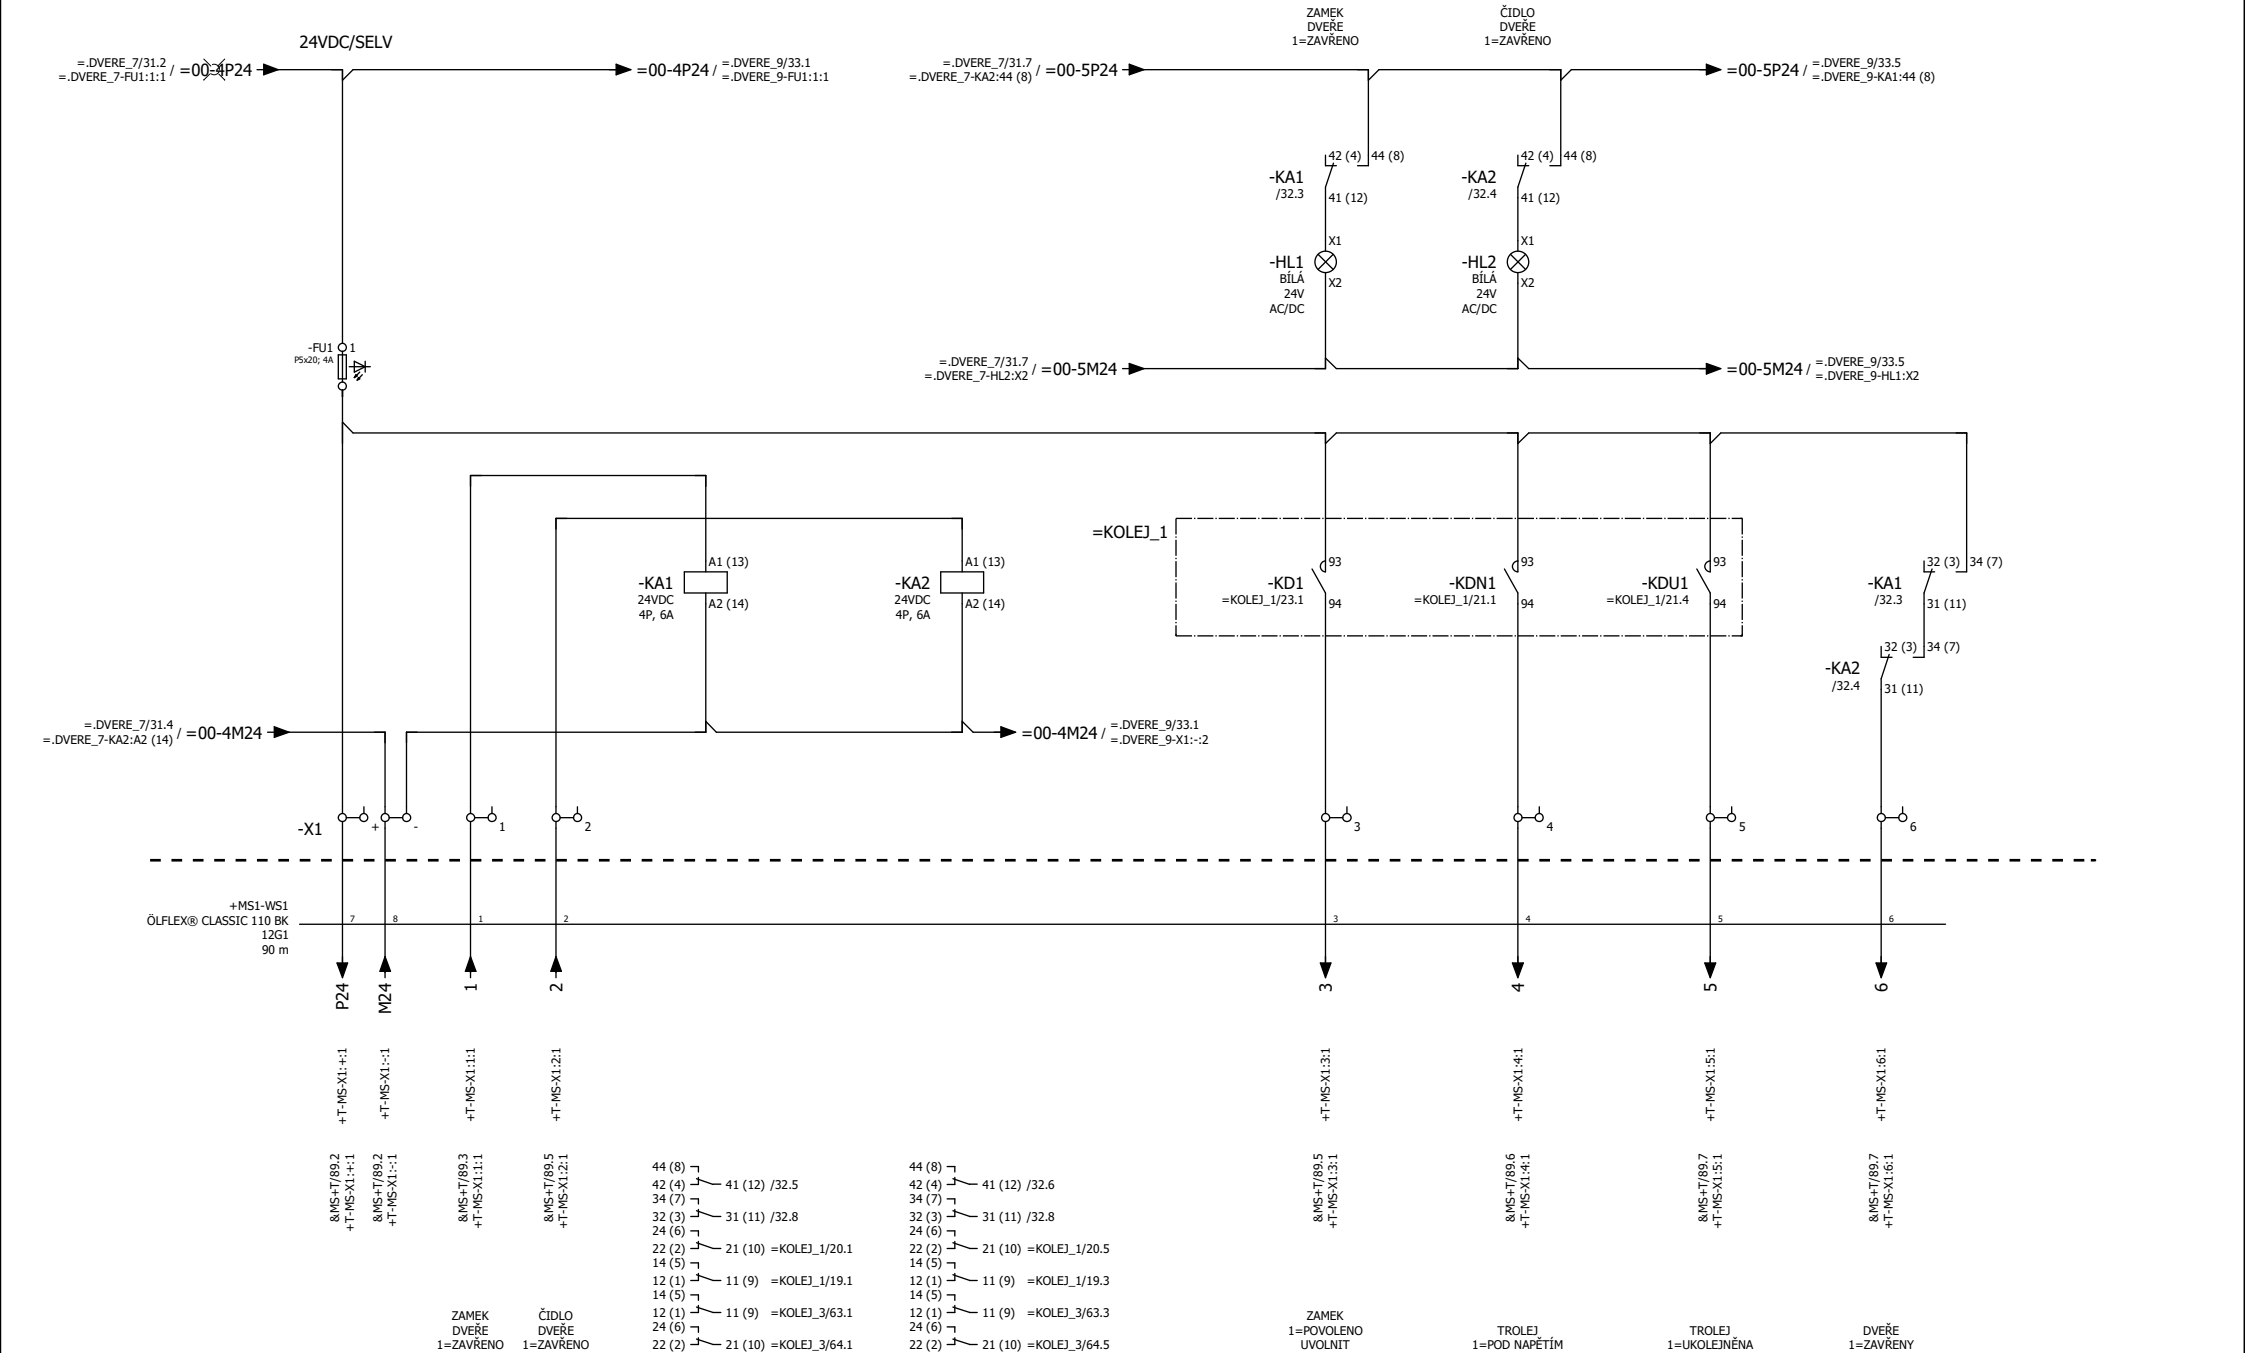 ZAMEK
DVEŘE
1=ZAVŘENO
ČIDLO
DVEŘE
1=ZAVŘENO
24VDC/SELV
=.DVERE_7/31.2
=.DVERE_7-FU1:1:1 / =00-4P24
=00-4P24 / =.DVERE_9/33.1
=.DVERE_9-FU1:1:1
=.DVERE_7/31.7
=.DVERE_7-KA2:44 (8) / =00-5P24
=00-5P24 / =.DVERE_9/33.5
=.DVERE_9-KA1:44 (8)
42 (4) 44 (8)
-KA1
/32.3
41 (12)
42 (4) 44 (8)
-KA2
/32.4
41 (12)
X1
-HL1
BÍLÁ
24V
AC/DC
X2
X1
-HL2
BÍLÁ
24V
AC/DC
X2
-FU1 1
P5x20; 4A
=.DVERE_7/31.7
=.DVERE_7-HL2:X2 / =00-5M24
=00-5M24 / =.DVERE_9/33.5
=.DVERE_9-HL1:X2
=KOLEJ_1
A1 (13)
-KA1
24VDC
4P, 6A
A2 (14)
A1 (13)
-KA2
24VDC
4P, 6A
A2 (14)
93
-KD1
=KOLEJ_1/23.1
94
93
-KDN1
=KOLEJ_1/21.1
94
93
-KDU1
=KOLEJ_1/21.4
94
32 (3) 34 (7)
-KA1
/32.3
31 (11)
32 (3) 34 (7)
-KA2
/32.4
31 (11)
=.DVERE_7/31.4
=.DVERE_7-KA2:A2 (14) / =00-4M24
=00-4M24 / =.DVERE_9/33.1
=.DVERE_9-X1:-:2
-X1 + - 1 2 3 4 5 6
+MS1-WS1
ÖLFLEX® CLASSIC 110 BK
12G1
90 m
7 8 1 2 3 4 5 6
P24
M24
1
2
3
4
5
6
+T-MS-X1:+:1
+T-MS-X1:-:1
+T-MS-X1:1:1
+T-MS-X1:2:1
+T-MS-X1:3:1
+T-MS-X1:4:1
+T-MS-X1:5:1
+T-MS-X1:6:1
&MS+T/89.2
+T-MS-X1:+:1
&MS+T/89.2
+T-MS-X1:-:1
&MS+T/89.3
+T-MS-X1:1:1
&MS+T/89.5
+T-MS-X1:2:1
&MS+T/89.5
+T-MS-X1:3:1
&MS+T/89.6
+T-MS-X1:4:1
&MS+T/89.7
+T-MS-X1:5:1
&MS+T/89.7
+T-MS-X1:6:1
44 (8)
42 (4) 41 (12) /32.5
34 (7)
32 (3) 31 (11) /32.8
24 (6)
22 (2) 21 (10) =KOLEJ_1/20.1
14 (5)
12 (1) 11 (9) =KOLEJ_1/19.1
14 (5)
12 (1) 11 (9) =KOLEJ_3/63.1
24 (6)
22 (2) 21 (10) =KOLEJ_3/64.1
44 (8)
42 (4) 41 (12) /32.6
34 (7)
32 (3) 31 (11) /32.8
24 (6)
22 (2) 21 (10) =KOLEJ_1/20.5
14 (5)
12 (1) 11 (9) =KOLEJ_1/19.3
14 (5)
12 (1) 11 (9) =KOLEJ_3/63.3
24 (6)
22 (2) 21 (10) =KOLEJ_3/64.5
ZAMEK
DVEŘE
1=ZAVŘENO
ČIDLO
DVEŘE
1=ZAVŘENO
ZAMEK
1=POVOLENO
UVOLNIT
TROLEJ
1=POD NAPĚTÍM
TROLEJ
1=UKOLEJNĚNA
DVEŘE
1=ZAVŘENY